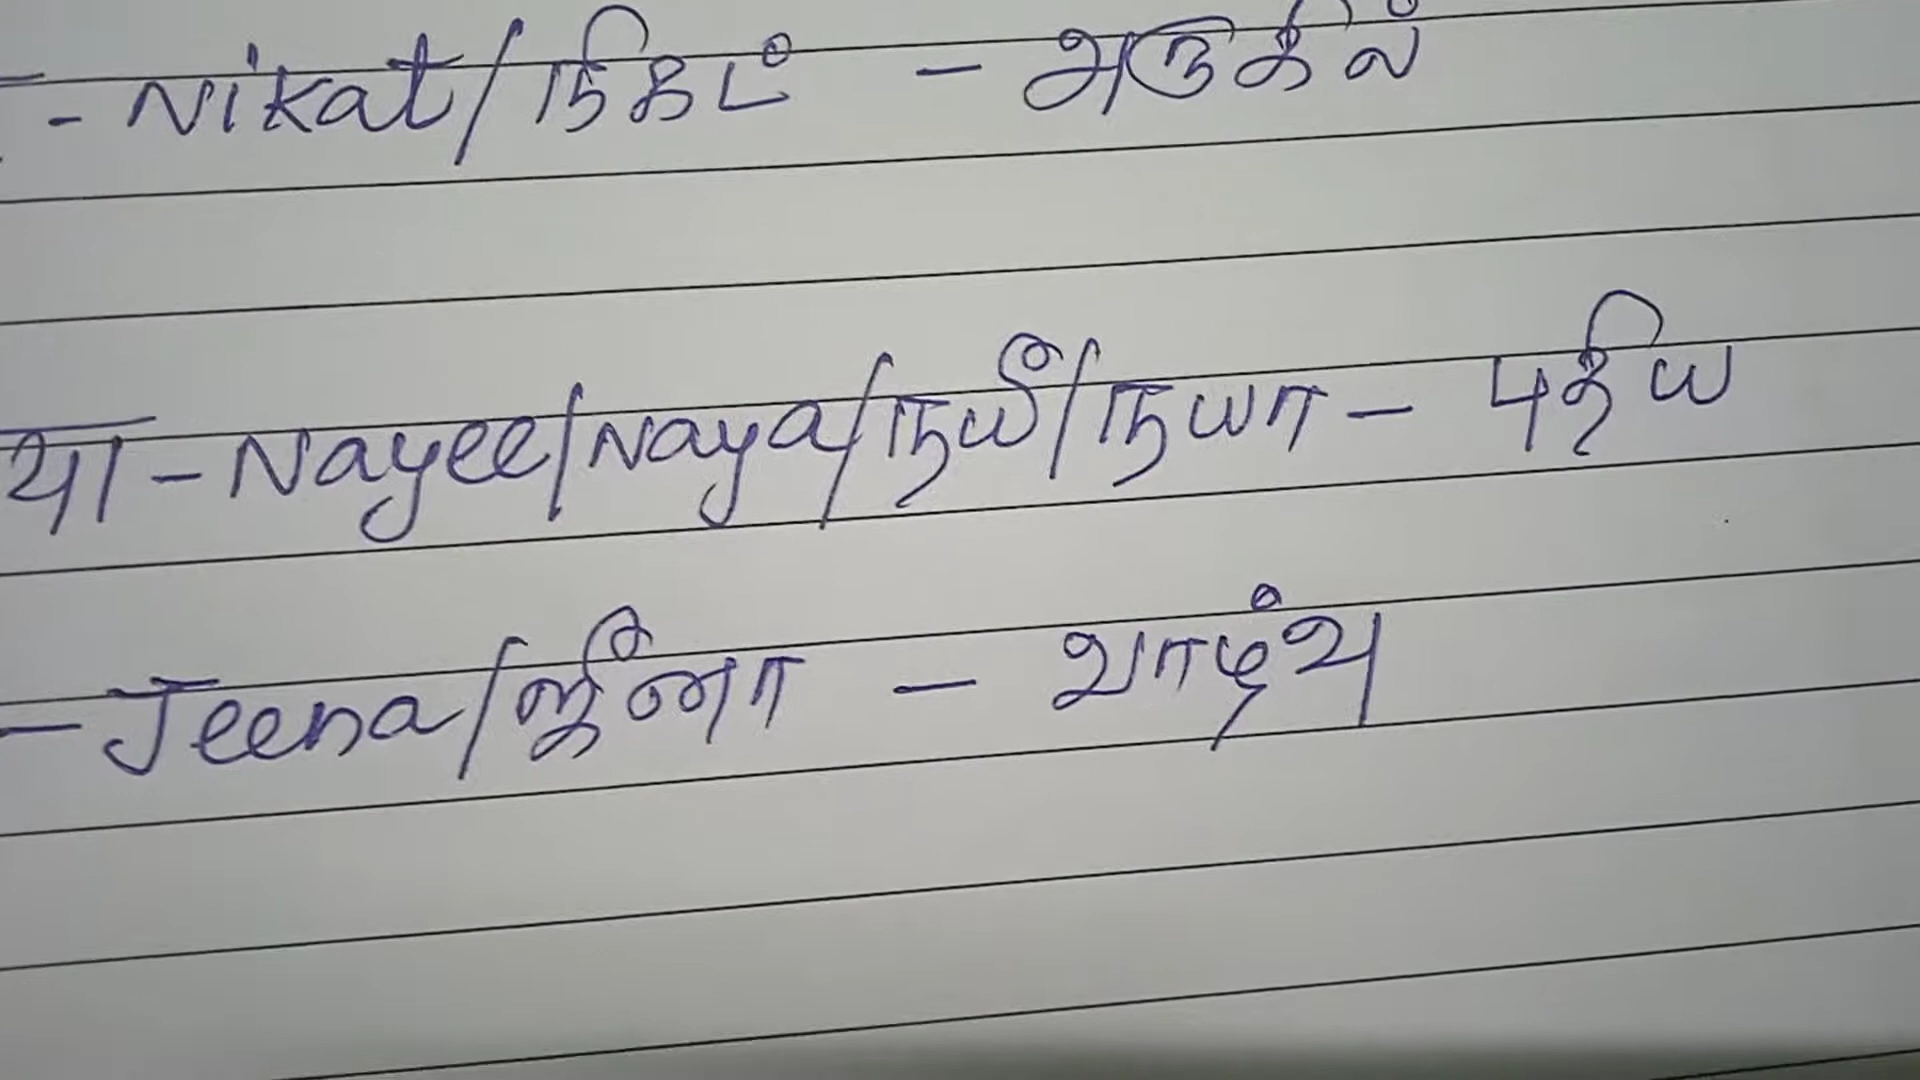 - Nikat/நிகட் - அருகில்
या - Nayee/Naya/நயீ/நயா - புதிய
- Jeena/ஜீனா - வாழ்வு